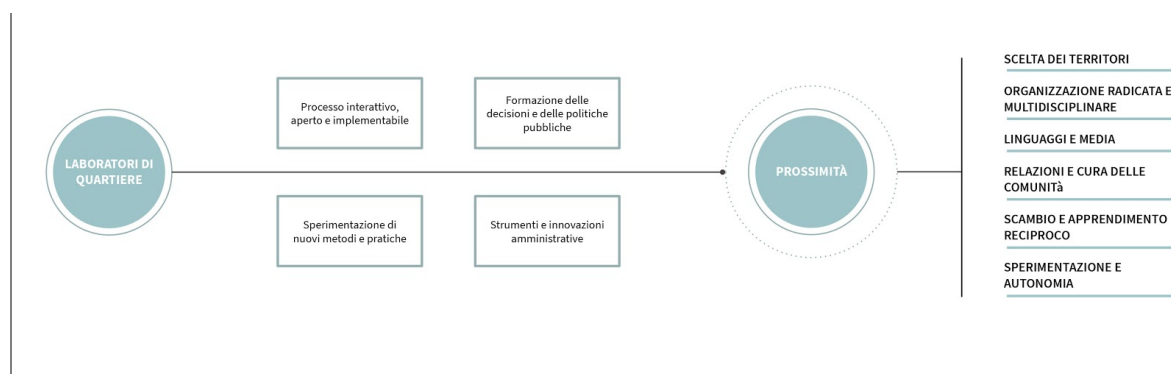 LABORATORI DI
QUARTIERE
Processo interattivo,
aperto e implementabile
Formazione delle
decisioni e delle politiche
pubbliche
Sperimentazione di
nuovi metodi e pratiche
Strumenti e innovazioni
amministrative
PROSSIMITÀ
SCELTA DEI TERRITORI
ORGANIZZAZIONE RADICATA E
MULTIDISCIPLINARE
LINGUAGGI E MEDIA
RELAZIONI E CURA DELLE
COMUNITà
SCAMBIO E APPRENDIMENTO
RECIPROCO
SPERIMENTAZIONE E
AUTONOMIA